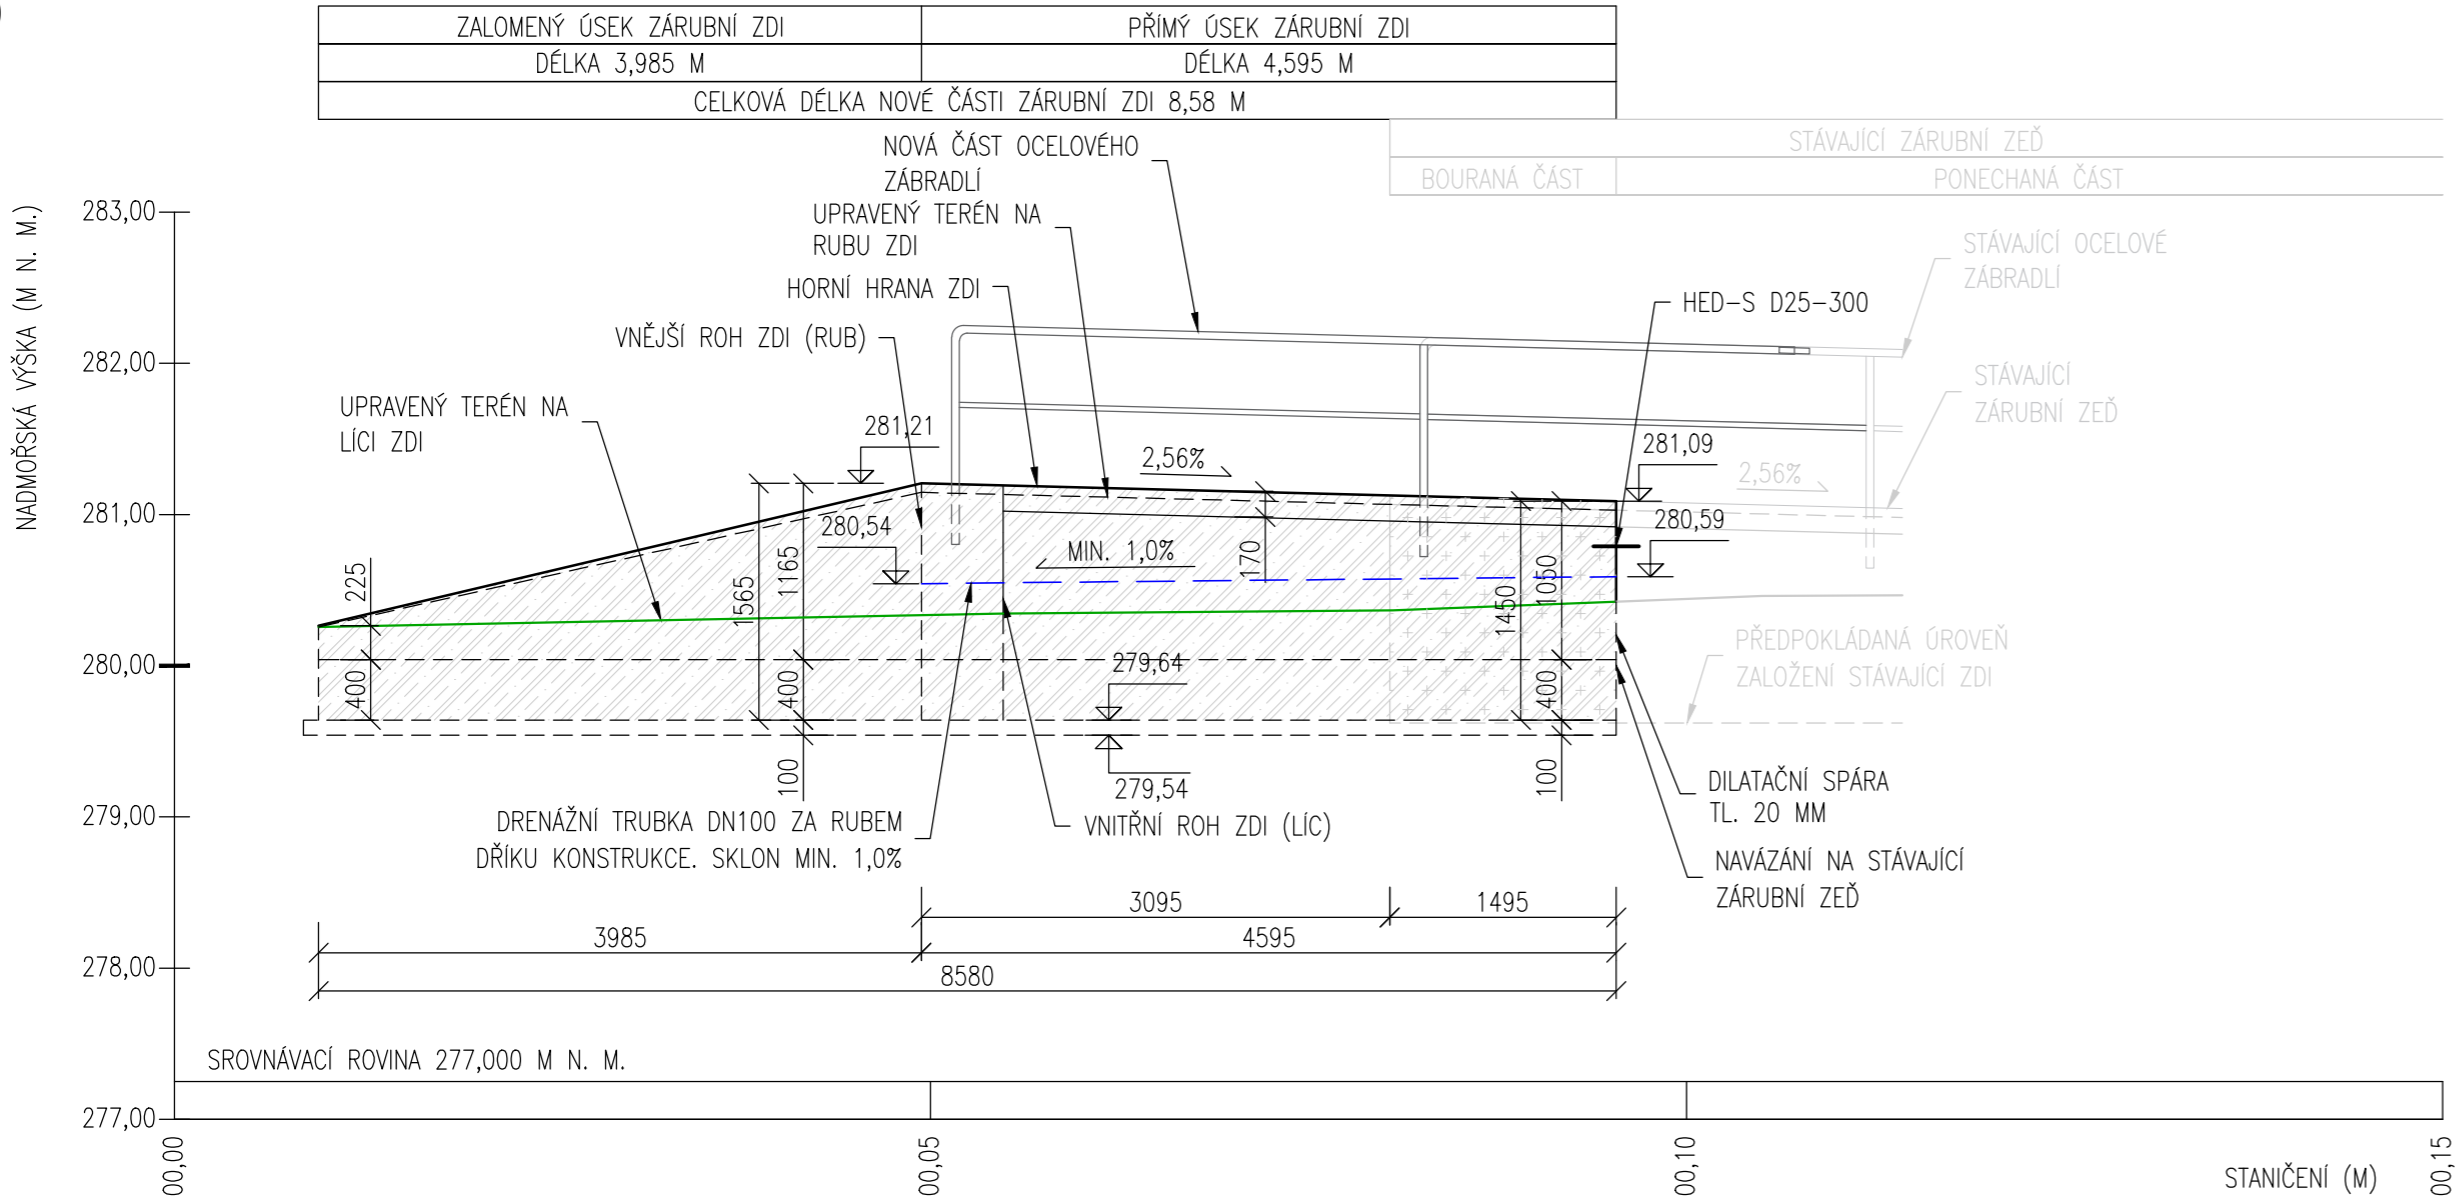 ZALOMENÝ ÚSEK ZÁRUBNÍ ZDI
PŘÍMÝ ÚSEK ZÁRUBNÍ ZDI
DÉLKA 3,985 M
DÉLKA 4,595 M
CELKOVÁ DÉLKA NOVÉ ČÁSTI ZÁRUBNÍ ZDI 8,58 M
STÁVAJÍCÍ ZÁRUBNÍ ZEĎ
BOURANÁ ČÁST
PONECHANÁ ČÁST
NOVÁ ČÁST OCELOVÉHO
ZÁBRADLÍ
UPRAVENÝ TERÉN NA
RUBU ZDI
HORNÍ HRANA ZDI
VNĚJŠÍ ROH ZDI (RUB)
UPRAVENÝ TERÉN NA
LÍCI ZDI
STÁVAJÍCÍ OCELOVÉ
ZÁBRADLÍ
HED-S D25-300
STÁVAJÍCÍ
ZÁRUBNÍ ZEĎ
NADMOŘSKÁ VÝŠKA (M N. M.)
283,00
282,00
281,00
280,00
279,00
278,00
277,00
281,21
2,56%
281,09
2,56%
280,54
280,59
MIN. 1,0%
170
225
400
1565
1165
400
100
1450
1050
400
100
279,64
279,54
PŘEDPOKLÁDANÁ ÚROVEŇ
ZALOŽENÍ STÁVAJÍCÍ ZDI
DILATAČNÍ SPÁRA
TL. 20 MM
DRENÁŽNÍ TRUBKA DN100 ZA RUBEM
DŘÍKU KONSTRUKCE. SKLON MIN. 1,0%
VNITŘNÍ ROH ZDI (LÍC)
NAVÁZÁNÍ NA STÁVAJÍCÍ
ZÁRUBNÍ ZEĎ
3095
1495
3985
4595
8580
SROVNÁVACÍ ROVINA 277,000 M N. M.
00,00
00,05
00,10
00,15
STANIČENÍ (M)